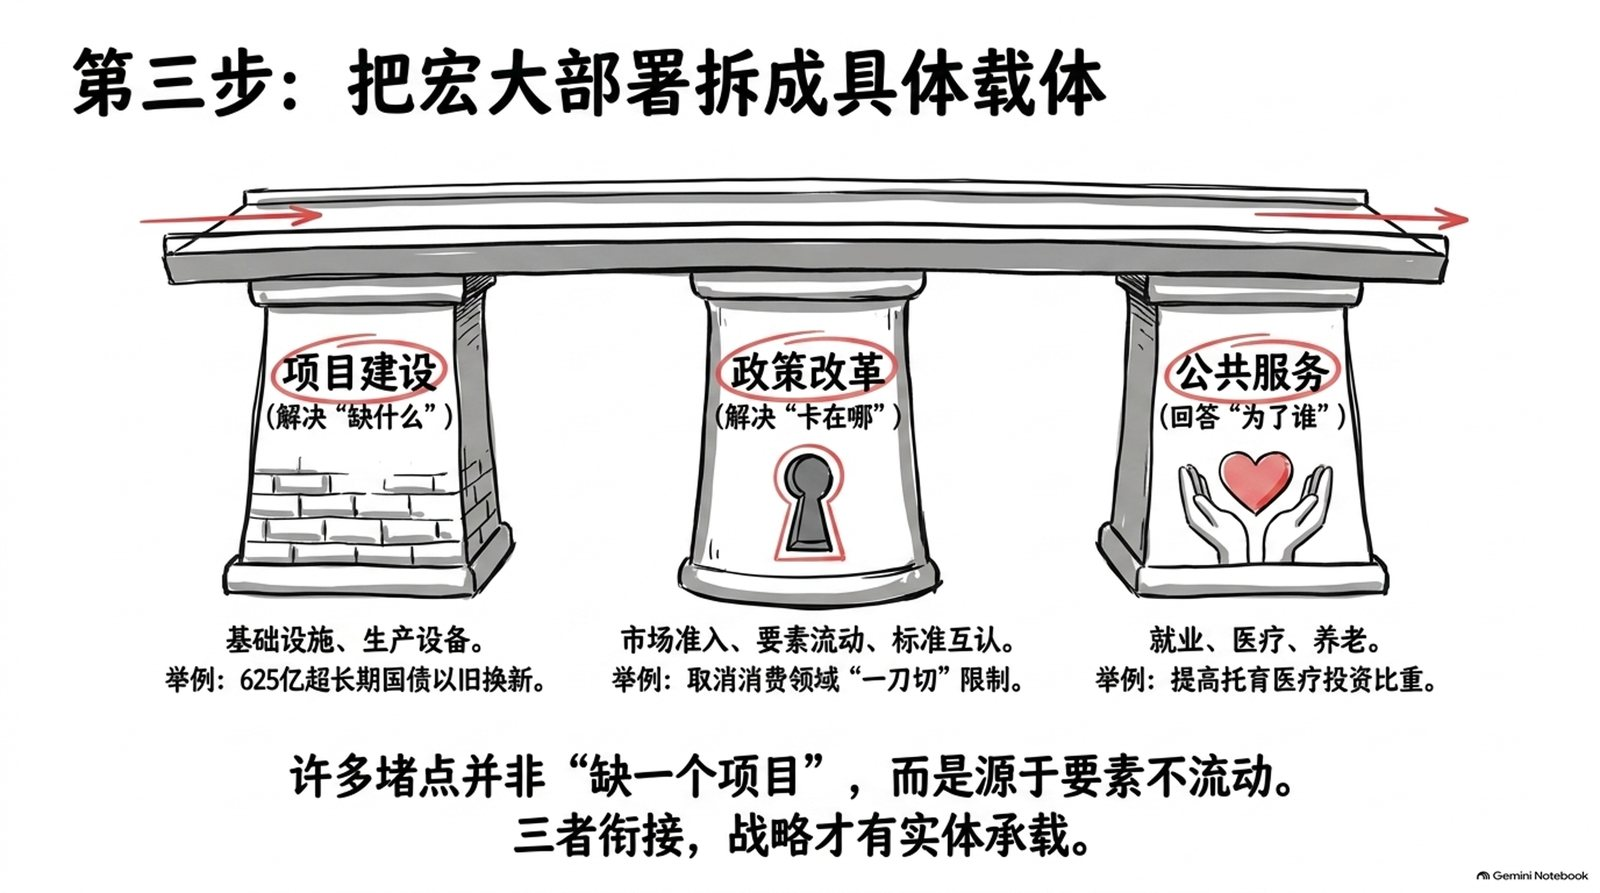 第三步：把宏大部署拆成具体载体
项目建设
（解决“缺什么”）
政策改革
（解决“卡在哪”）
公共服务
（回答“为了谁”）
基础设施、生产设备。
举例：625亿超长期国债以旧换新。
市场准入、要素流动、标准互认。
举例：取消消费领域“一刀切”限制。
就业、医疗、养老。
举例：提高托育医疗投资比重。
许多堵点并非“缺一个项目”，而是源于要素不流动。
三者衔接，战略才有实体承载。
Gemini Notebook